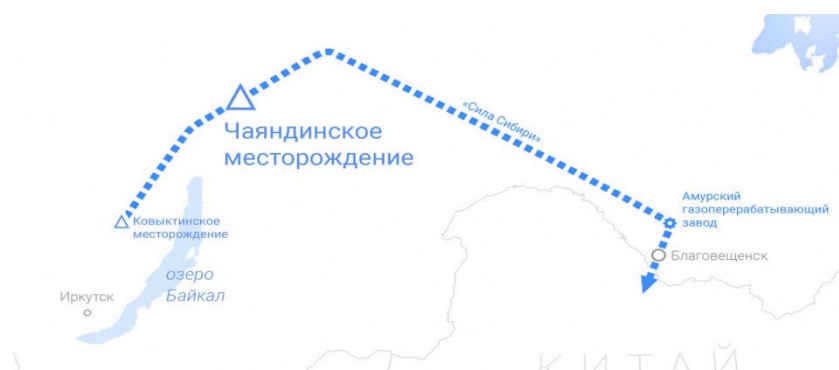 «Сила Сибири»
Чаяндинское
месторождение
Ковыктинское
месторождение
Амурский
газоперерабатывающий
завод
Благовещенск
озеро
Байкал
Иркутск
КИТАЙ